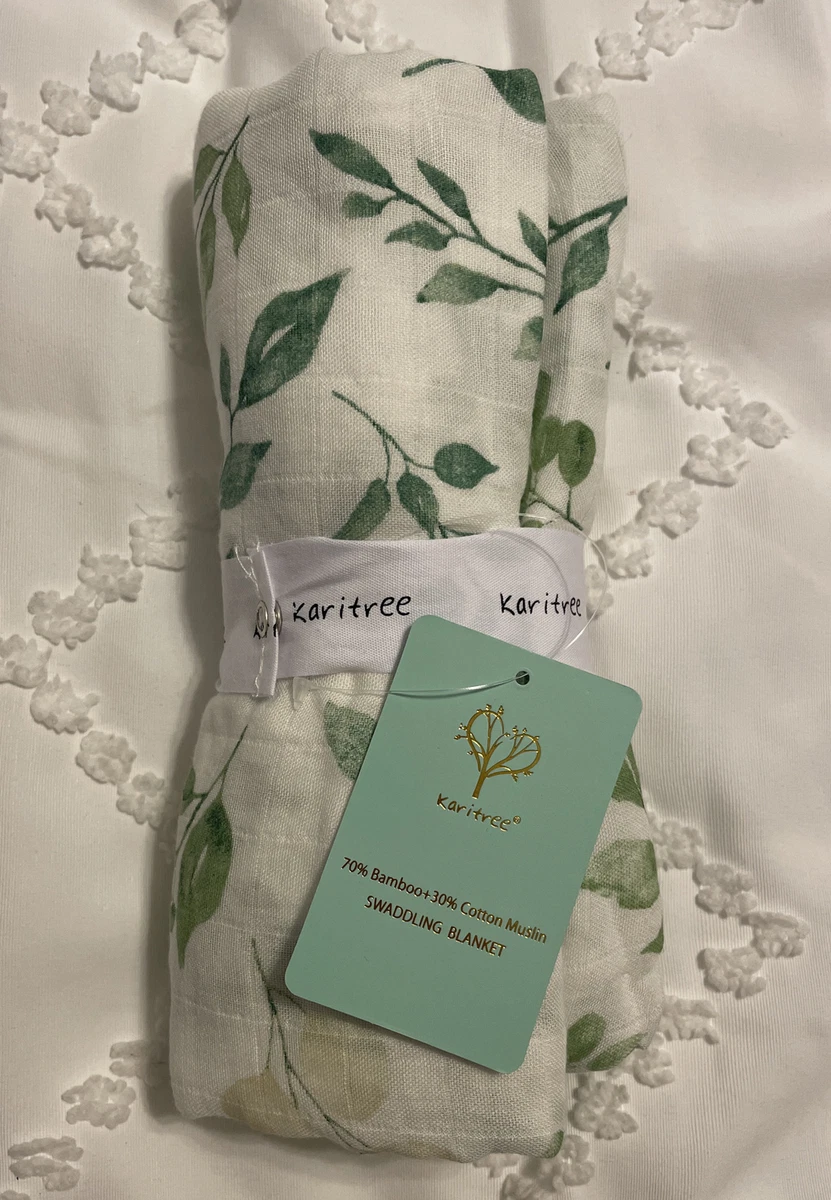 Karitree Karitree
Karitree®
70% Bamboo+30% Cotton Muslin
SWADDLING BLANKET